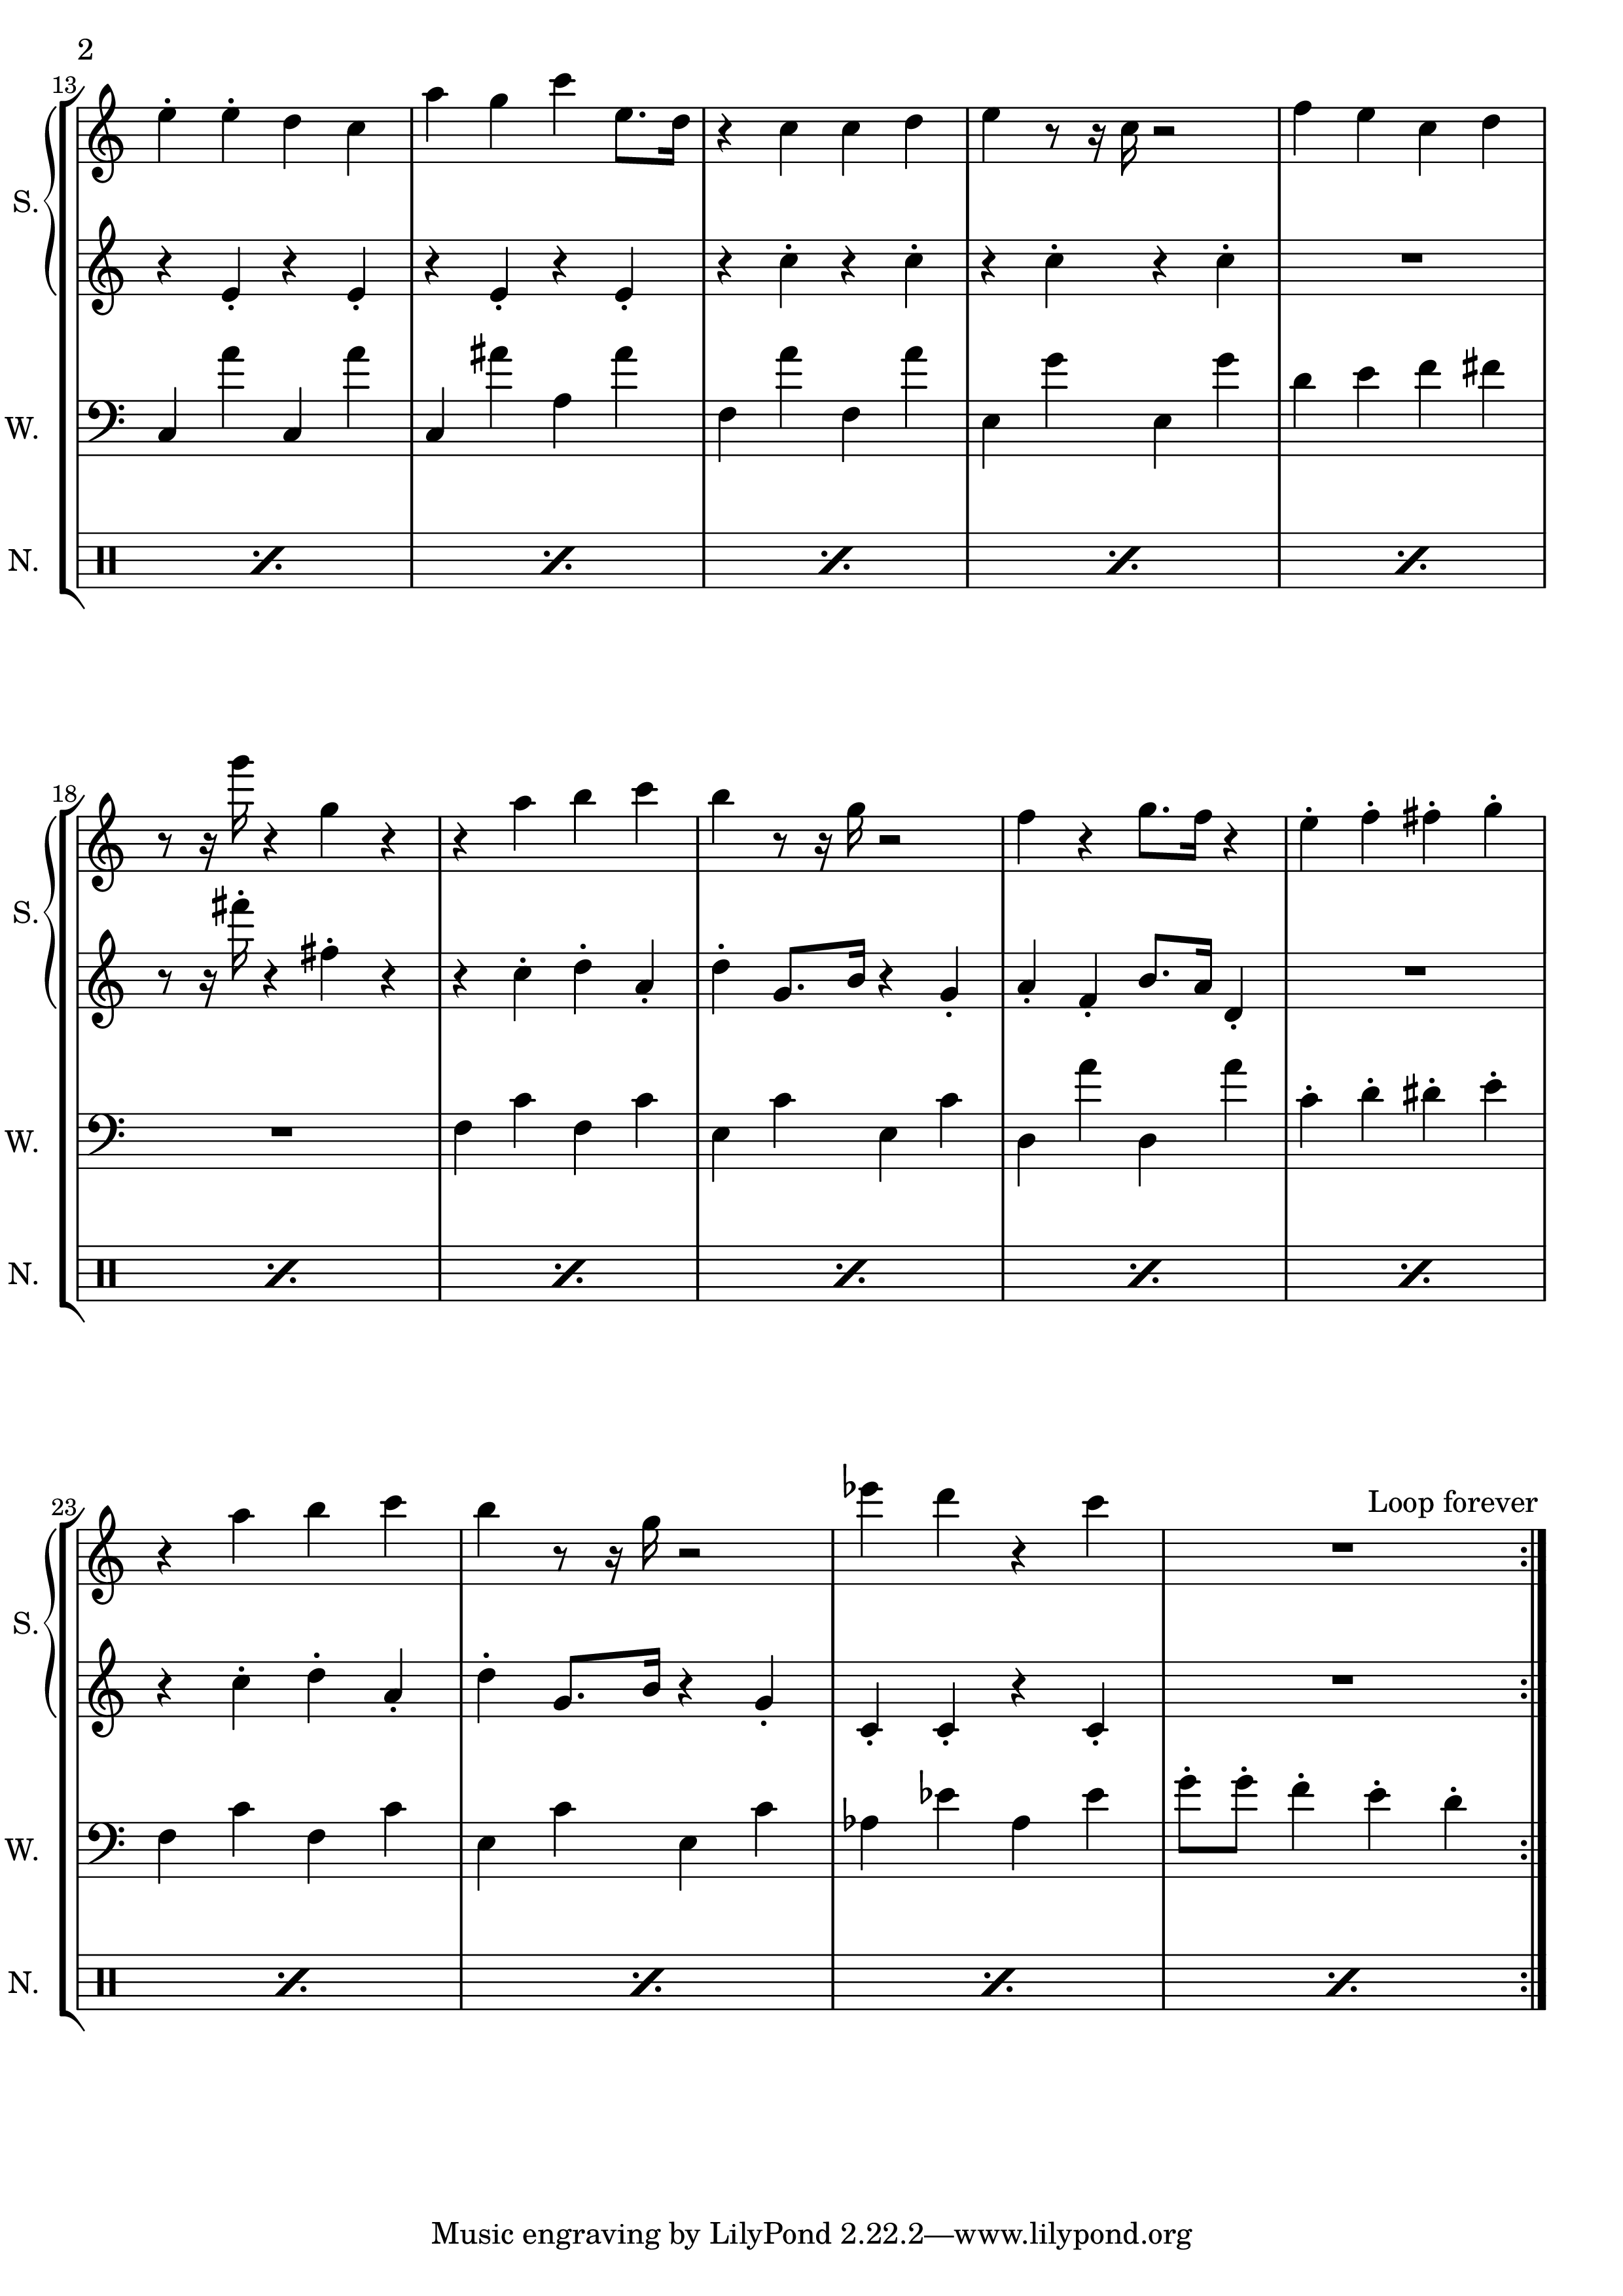 2
13
S.
W.
N.
18
S.
W.
N.
Loop forever
23
S.
W.
N.
Music engraving by LilyPond 2.22.2—www.lilypond.org